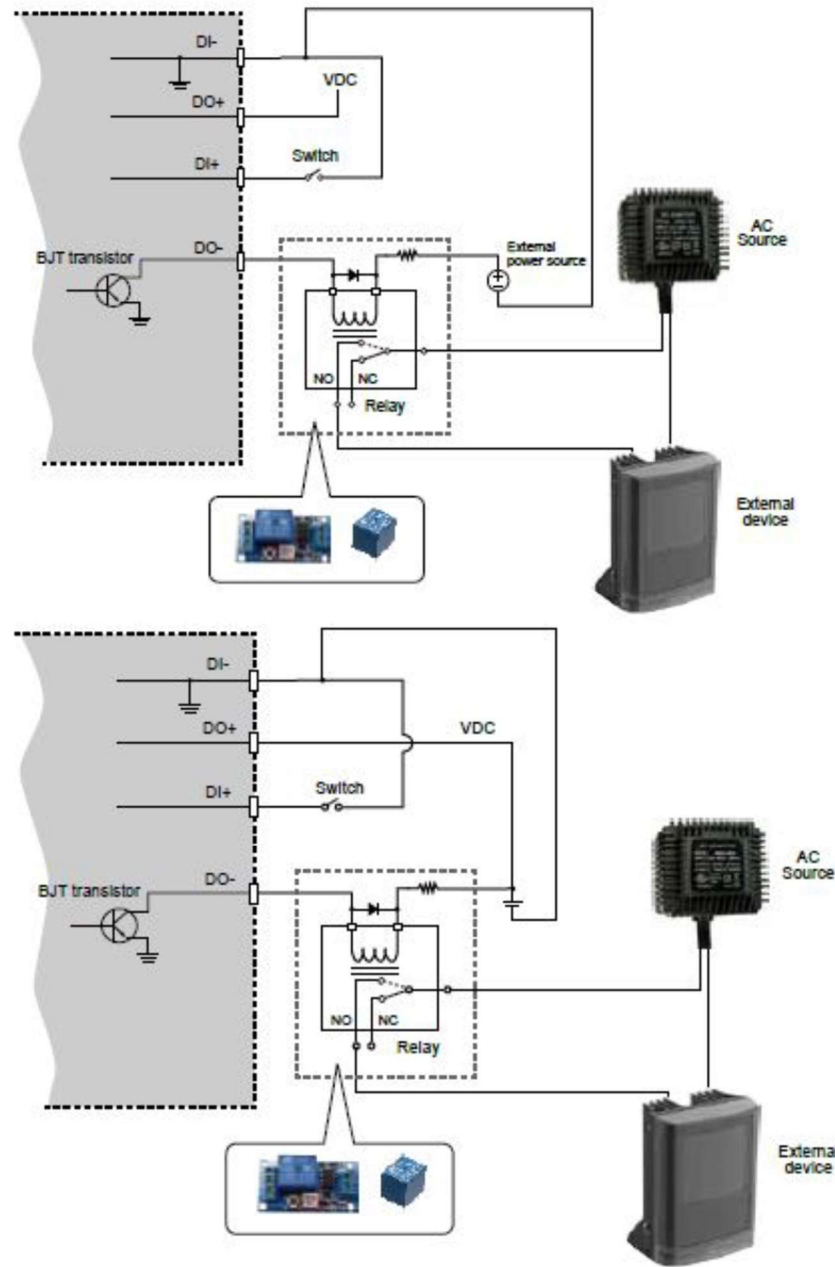 DI-
VDC
DO+
Switch
DI+
DO-
BJT transistor
External
power source
AC
Source
NO NC
Relay
External
device
DI-
DO+
VDC
DI+
Switch
DO-
BJT transistor
AC
Source
NO NC
Relay
External
device